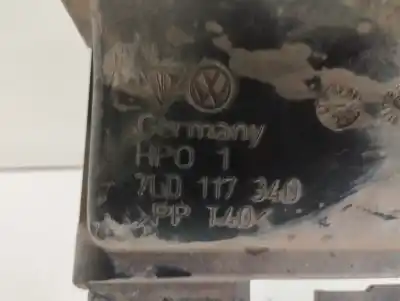 Germany
HPO 1
7L0 117 340
>PP T40<